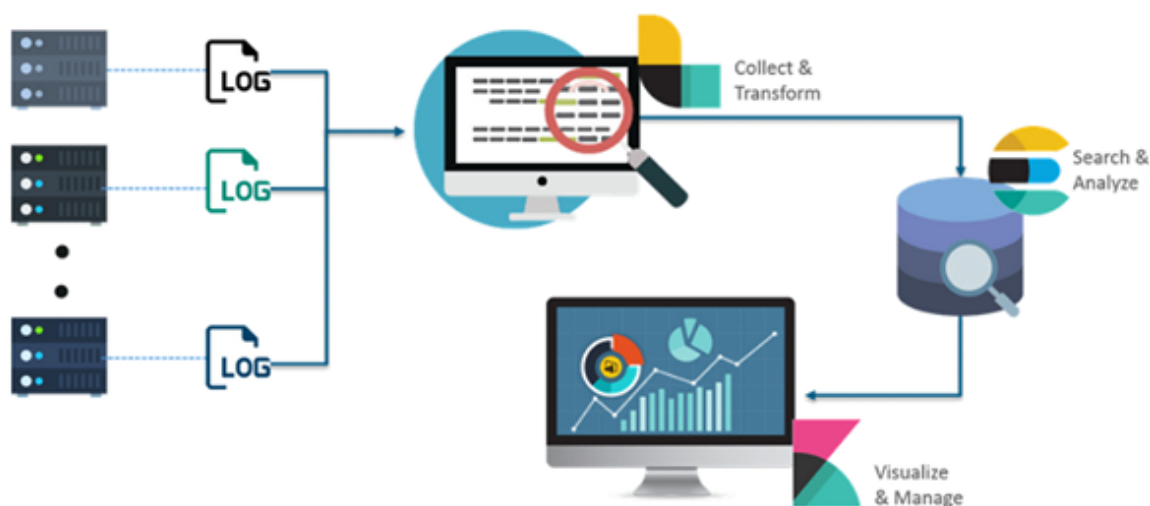 LOG
Collect &
Transform
LOG
Search &
Analyze
LOG
Visualize
& Manage